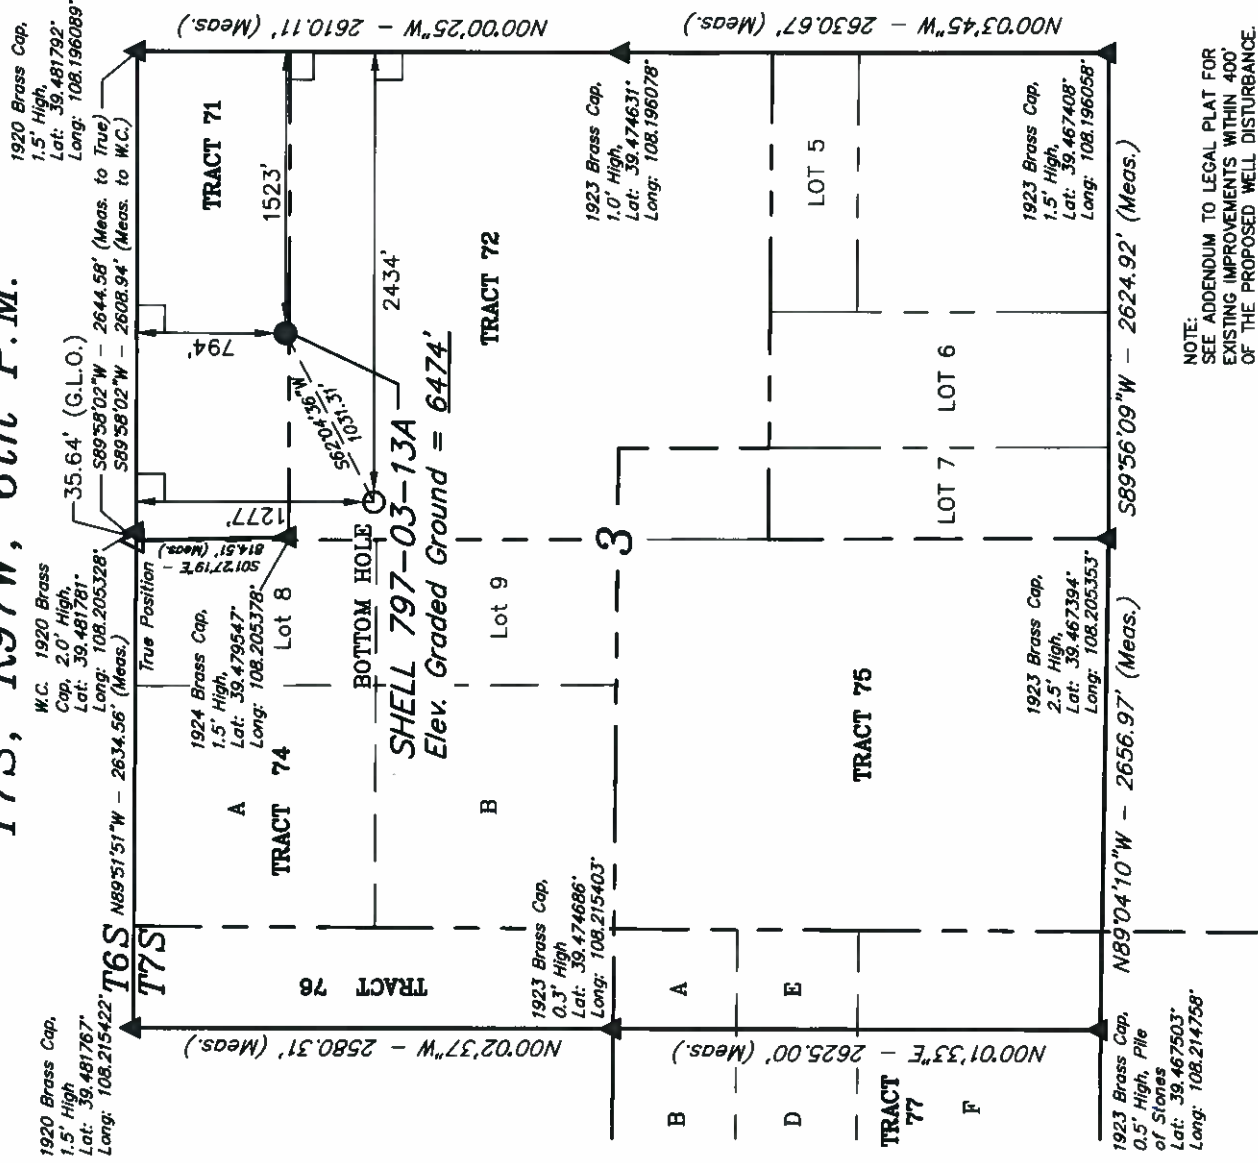 T7S, R97W, 6th P.M.
1920 Brass Cap,
1.5' High,
Lat: 39.481792°
Long: 108.196089°
35.64' (G.L.O.)
S89°58'02"W – 2644.58' (Meas. to True)
S89°58'02"W – 2608.94' (Meas. to W.C.)
W.C. 1920 Brass
Cap, 2.0' High,
Lat: 39.481781°
Long: 108.205328°
N89°51'51"W – 2634.56' (Meas.)
T6S
T7S
1920 Brass Cap,
1.5' High
Lat: 39.481767°
Long: 108.215422°
True Position
S01°27'19"E –
814.51' (Meas.)
1924 Brass Cap,
1.5' High,
Lat: 39.479547°
Long: 108.205378°
Lot 8
794'
1277'
1523'
2434'
S62°04'36"W
1031.31'
TRACT 71
TRACT 72
BOTTOM HOLE
SHELL 797-03-13A
Elev. Graded Ground = 6474'
A
TRACT 74
B
Lot 9
TRACT 76
N00°00'25"W – 2610.11' (Meas.)
N00°02'37"W – 2580.31' (Meas.)
1923 Brass Cap,
1.0' High,
Lat: 39.474631°
Long: 108.196078°
1923 Brass Cap,
0.3' High
Lat: 39.474686°
Long: 108.215403°
3
LOT 5
LOT 6
LOT 7
TRACT 75
A
E
B
D
TRACT
77
F
N00°03'45"W – 2630.67' (Meas.)
N00°01'33"E – 2625.00' (Meas.)
1923 Brass Cap,
1.5' High,
Lat: 39.467408°
Long: 108.196058°
1923 Brass Cap,
2.5' High,
Lat: 39.467394°
Long: 108.205353°
1923 Brass Cap,
0.5' High, Pile
of Stones
Lat: 39.467503°
Long: 108.214758°
S89°56'09"W – 2624.92' (Meas.)
N89°04'10"W – 2656.97' (Meas.)
NOTE:
SEE ADDENDUM TO LEGAL PLAT FOR
EXISTING IMPROVEMENTS WITHIN 400'
OF THE PROPOSED WELL DISTURBANCE.